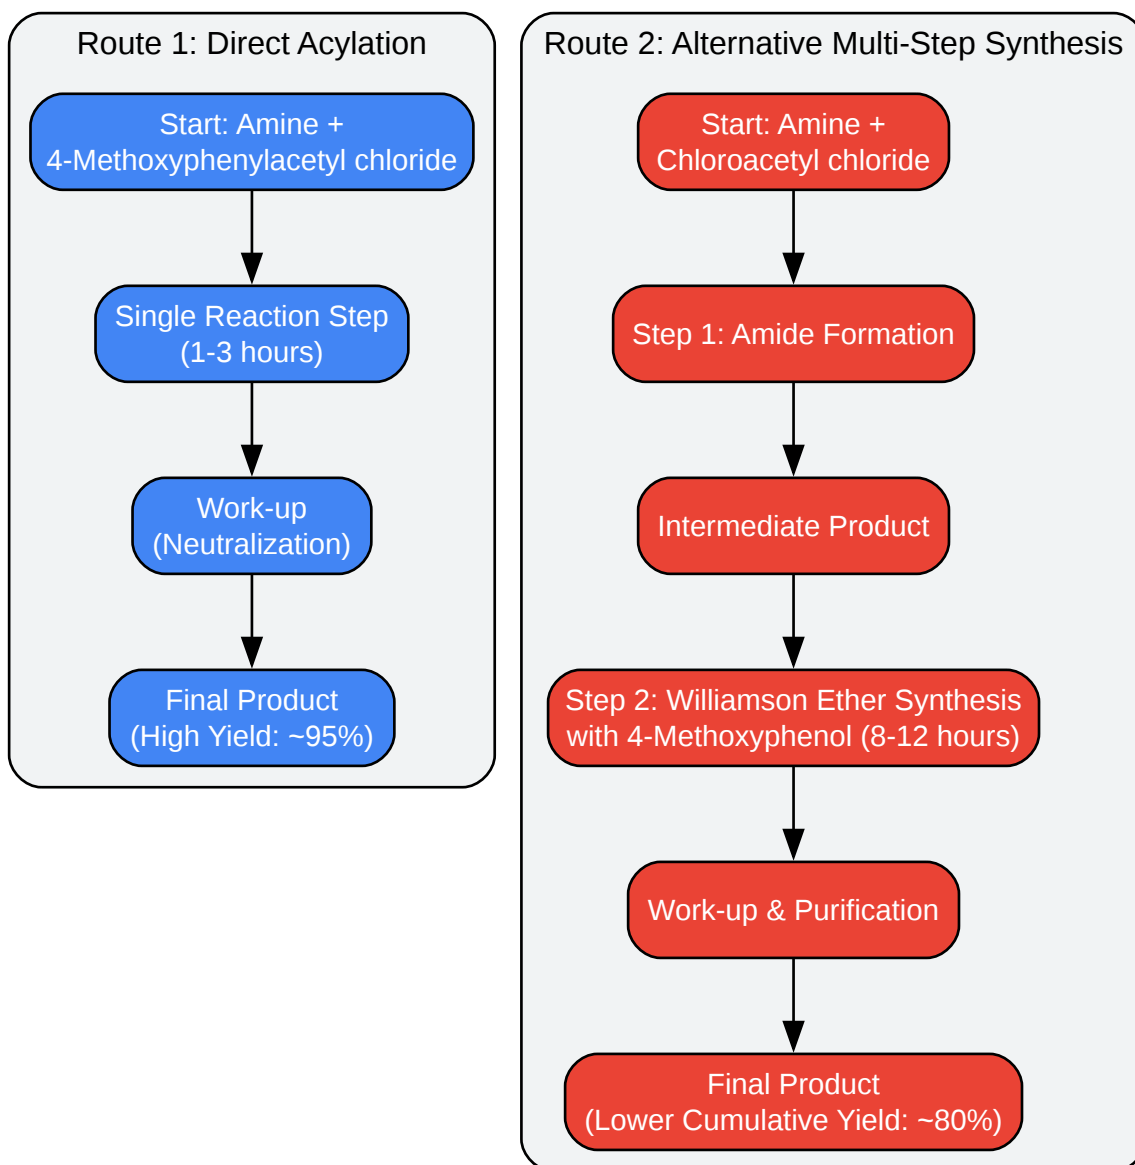 Route 1: Direct Acylation
Start: Amine +
4-Methoxyphenylacetyl chloride
Single Reaction Step
(1-3 hours)
Work-up
(Neutralization)
Final Product
(High Yield: ~95%)
Route 2: Alternative Multi-Step Synthesis
Start: Amine +
Chloroacetyl chloride
Step 1: Amide Formation
Intermediate Product
Step 2: Williamson Ether Synthesis
with 4-Methoxyphenol (8-12 hours)
Work-up & Purification
Final Product
(Lower Cumulative Yield: ~80%)